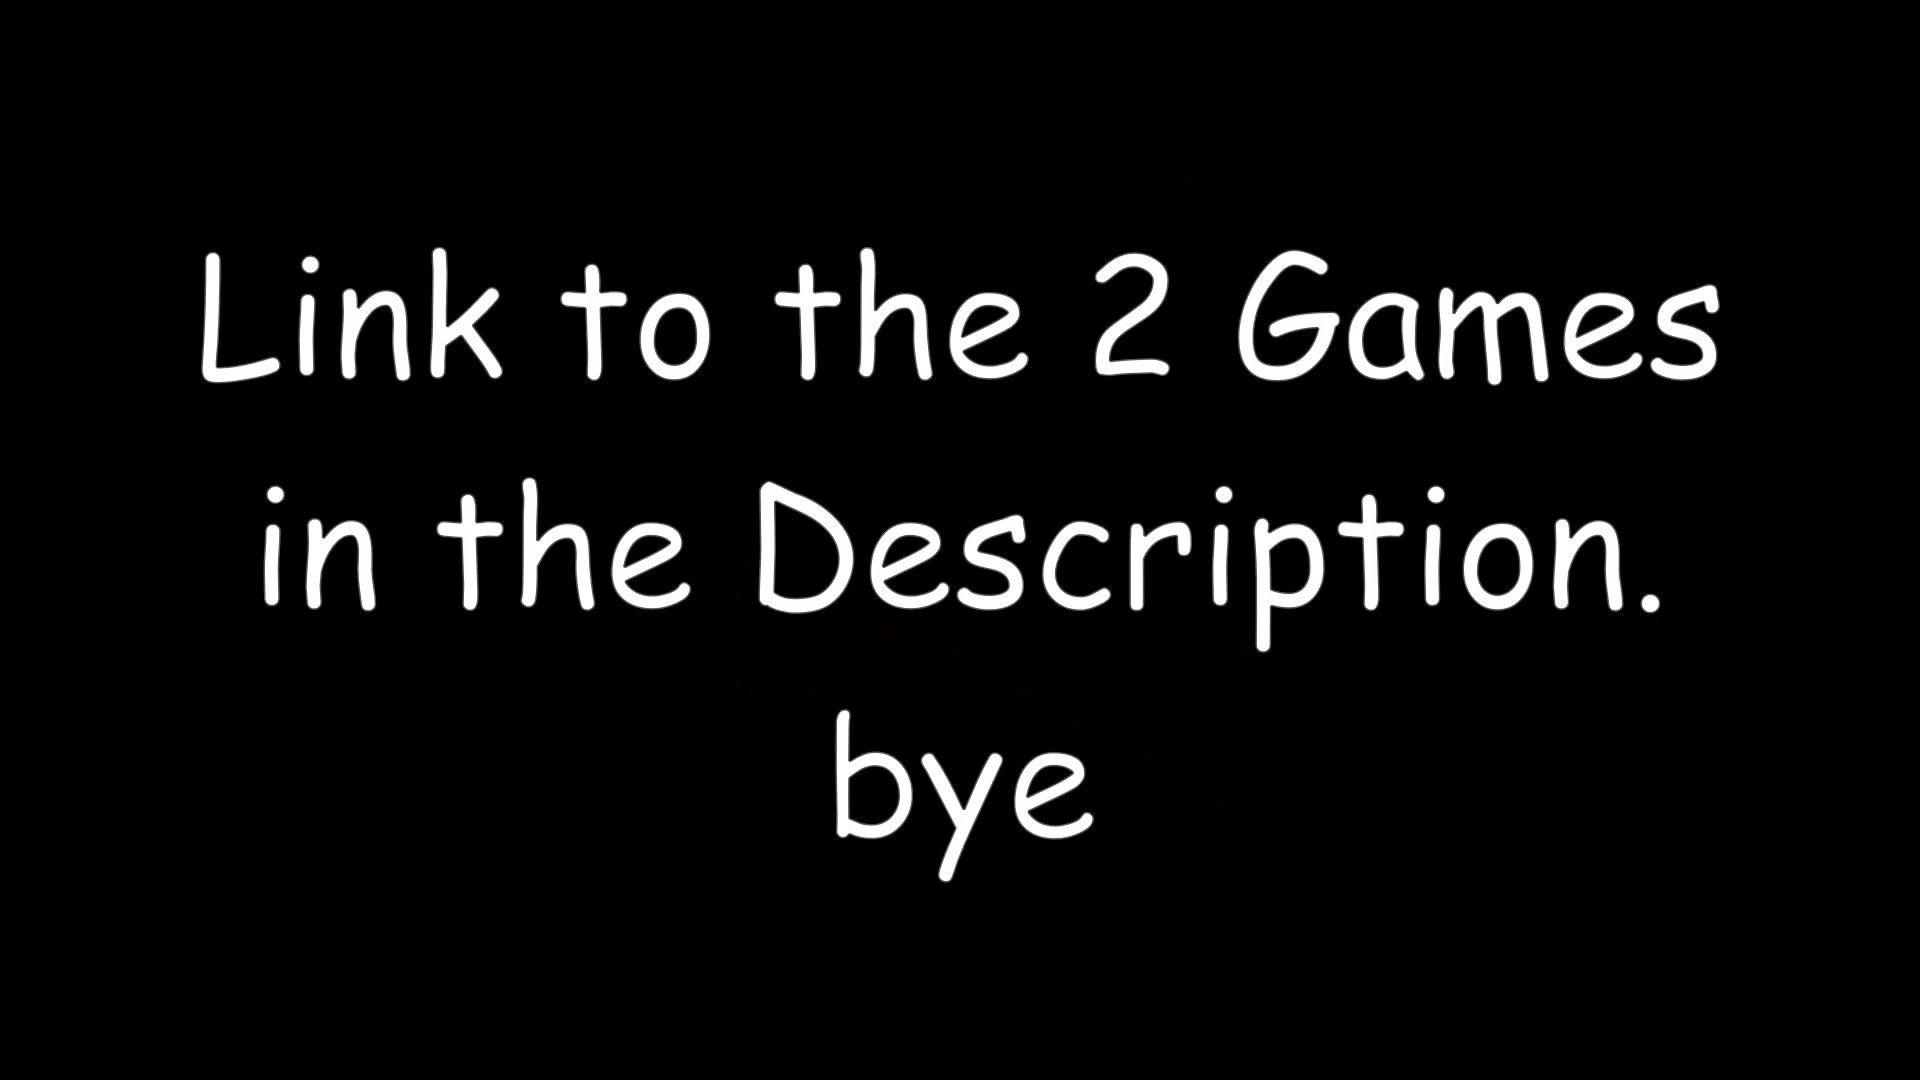 Link to the 2 Games
in the Description.
bye